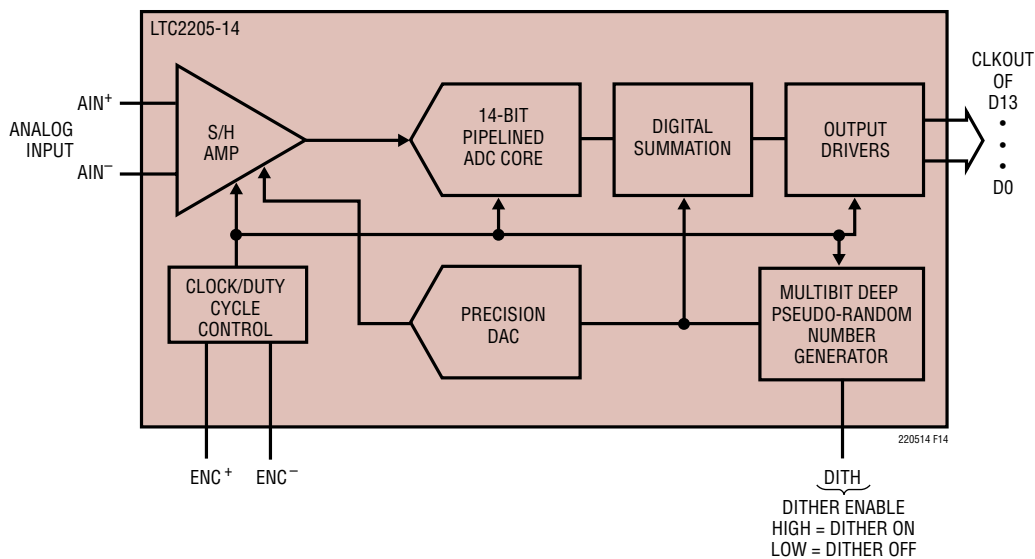 LTC2205-14
AIN+
ANALOG
INPUT
AIN−
S/H
AMP
14-BIT
PIPELINED
ADC CORE
DIGITAL
SUMMATION
OUTPUT
DRIVERS
CLKOUT
OF
D13
•
•
•
D0
CLOCK/DUTY
CYCLE
CONTROL
PRECISION
DAC
MULTIBIT DEEP
PSEUDO-RANDOM
NUMBER
GENERATOR
220514 F14
ENC+
ENC−
DITH
DITHER ENABLE
HIGH = DITHER ON
LOW = DITHER OFF